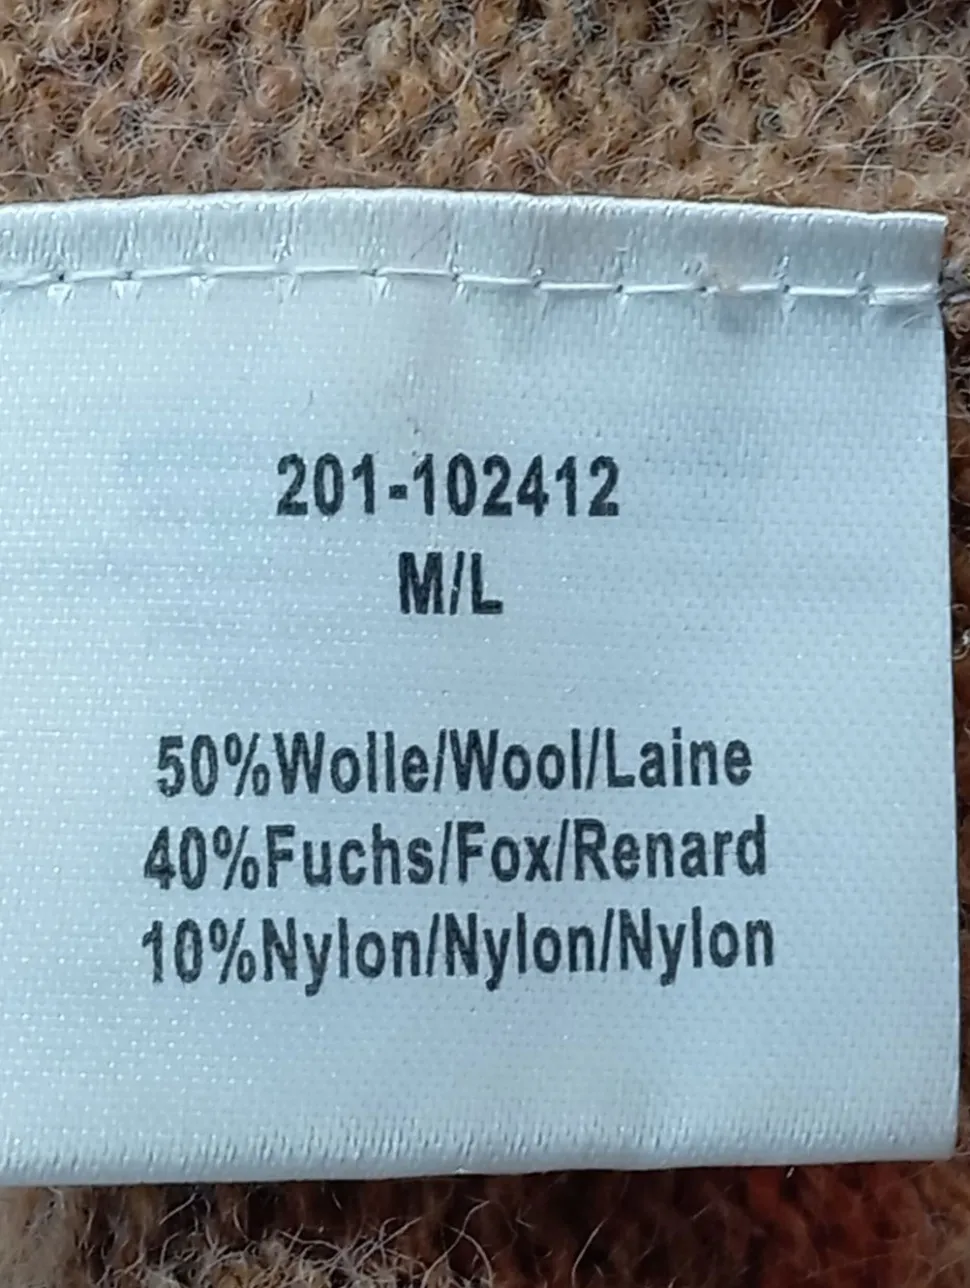 201-102412
M/L
50%Wolle/Wool/Laine
40%Fuchs/Fox/Renard
10%Nylon/Nylon/Nylon